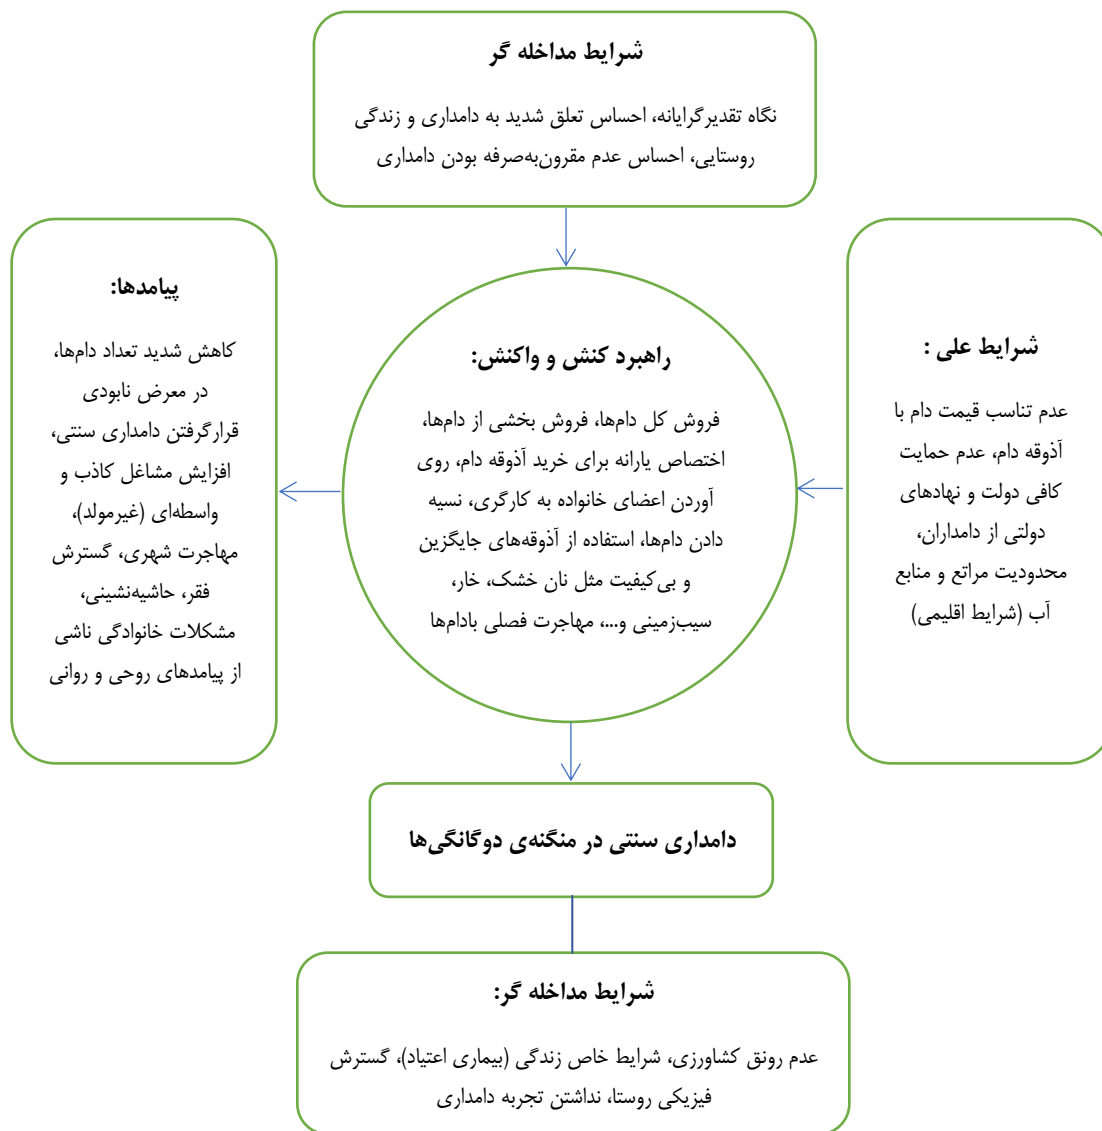 شرایط مداخله گر
نگاه تقدیرگرایانه، احساس تعلق شدید به دامداری و زندگی
روستایی، احساس عدم مقرون‌به‌صرفه بودن دامداری
شرایط علی :
عدم تناسب قیمت دام با
آذوقه دام، عدم حمایت
کافی دولت و نهادهای
دولتی از دامداران،
محدودیت مراتع و منابع
آب (شرایط اقلیمی)
راهبرد کنش و واکنش:
فروش کل دام‌ها، فروش بخشی از دام‌ها،
اختصاص یارانه برای خرید آذوقه دام، روی
آوردن اعضای خانواده به کارگری، نسیه
دادن دام‌ها، استفاده از آذوقه‌های جایگزین
و بی‌کیفیت مثل نان خشک، خار،
سیب‌زمینی و...، مهاجرت فصلی بادام‌ها
پیامدها:
کاهش شدید تعداد دام‌ها،
در معرض نابودی
قرارگرفتن دامداری سنتی،
افزایش مشاغل کاذب و
واسطه‌ای (غیرمولد)،
مهاجرت شهری، گسترش
فقر، حاشیه‌نشینی،
مشکلات خانوادگی ناشی
از پیامدهای روحی و روانی
دامداری سنتی در منگنه‌ی دوگانگی‌ها
شرایط مداخله گر:
عدم رونق کشاورزی، شرایط خاص زندگی (بیماری اعتیاد)، گسترش
فیزیکی روستا، نداشتن تجربه دامداری